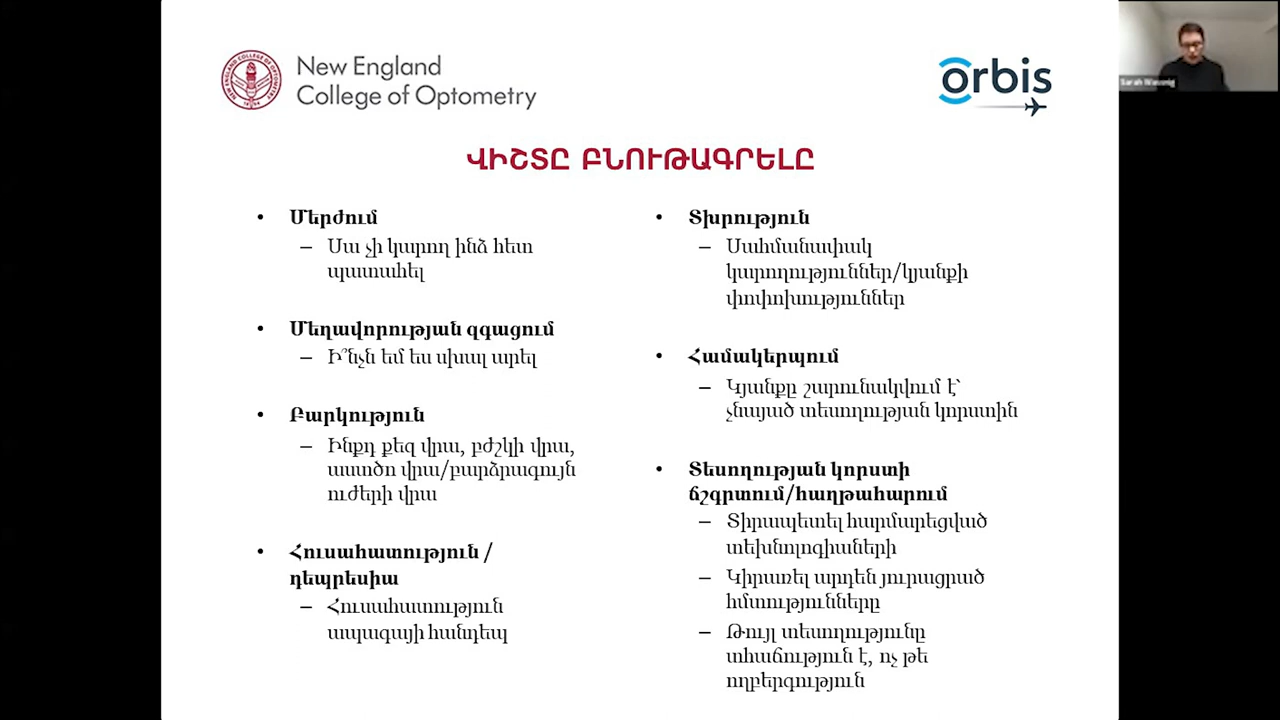 New England
College of Optometry
orbis
Sarah Wassnig
ՎԻՇՏԸ ԲՆՈՒԹԱԳՐԵԼԸ
• Մերժում
– Սա չի կարող ինձ հետ
պատահել
• Մեղավորության զգացում
– Ի՞նչն եմ ես սխալ արել
• Բարկություն
– Ինքդ քեզ վրա, բժշկի վրա,
աստծո վրա/բարձրագույն
ուժերի վրա
• Հուսահատություն /
դեպրեսիա
– Հուսահատություն
ապագայի հանդեպ
• Տխրություն
– Սահմանափակ
կարողություններ/կյանքի
փոփոխություններ
• Համակերպում
– Կյանքը շարունակվում է՝
չնայած տեսողության կորստին
• Տեսողության կորստի
ճշգրտում/հաղթահարում
– Տիրապետել հարմարեցված
տեխնոլոգիաների
– Կիրառել արդեն յուրացրած
հմտությունները
– Թույլ տեսողությունը
տհաճություն է, ոչ թե
ողբերգություն